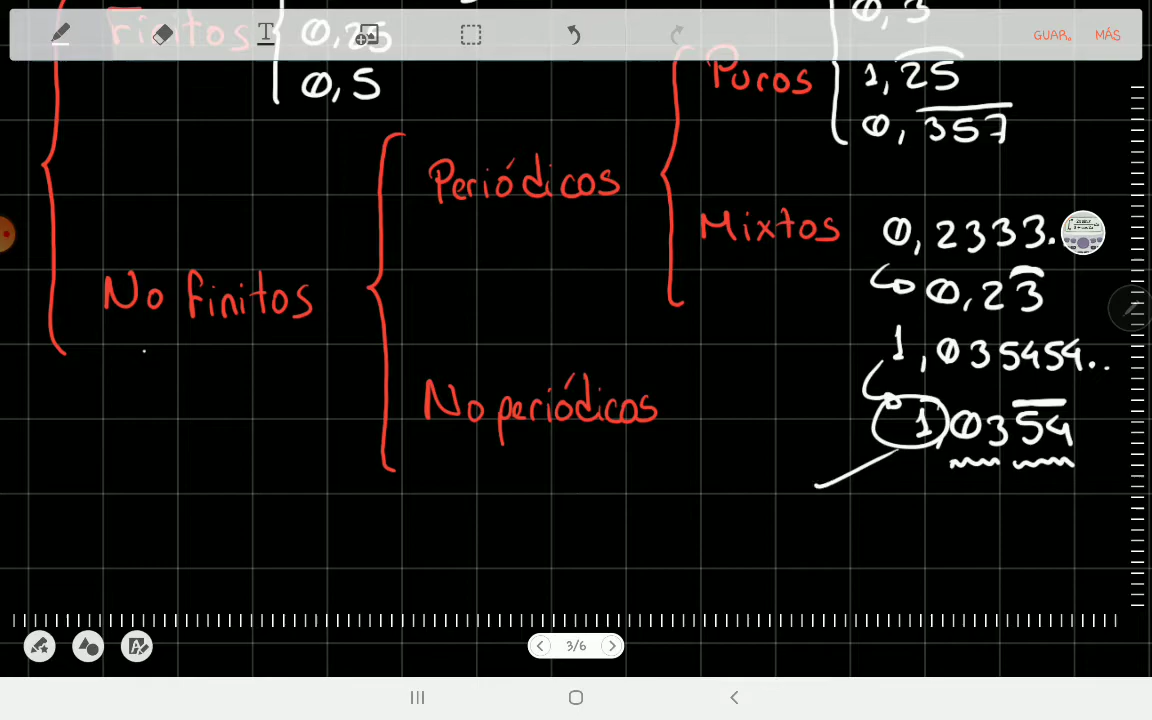 Finitos
0,25
0,5
GUAR.
MÁS
0,3
Puros
1,25
0,357
Periódicos
Mixtos
0,2333.
0,23
No finitos
1,035454..
No periódicos
1,0354
3/6